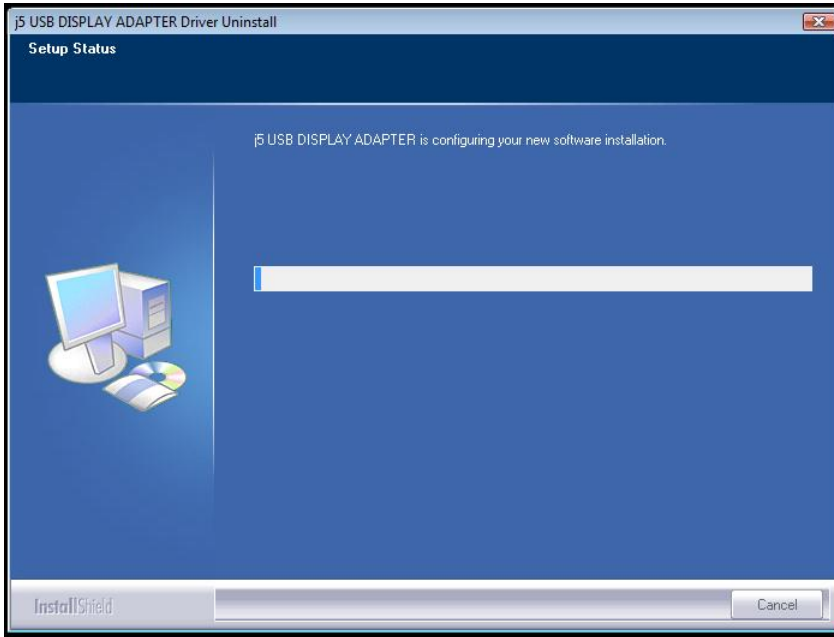 j5 USB DISPLAY ADAPTER Driver Uninstall
Setup Status
j5 USB DISPLAY ADAPTER is configuring your new software installation.
InstallShield
Cancel